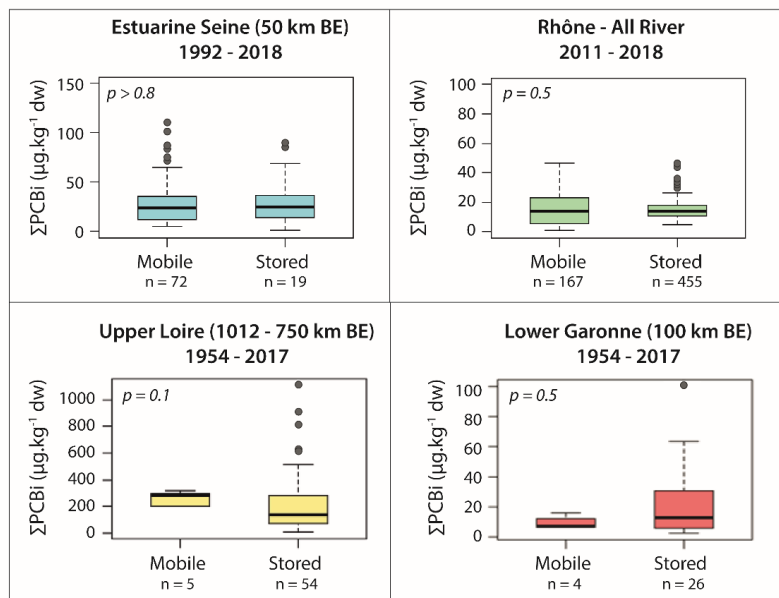 Estuarine Seine (50 km BE)
1992 - 2018
ΣPCBi (µg.kg⁻¹ dw)
150
100
50
0
p > 0.8
Mobile
n = 72
Stored
n = 19
Rhône - All River
2011 - 2018
ΣPCBi (µg.kg⁻¹ dw)
100
80
60
40
20
0
p = 0.5
Mobile
n = 167
Stored
n = 455
Upper Loire (1012 - 750 km BE)
1954 - 2017
ΣPCBi (µg.kg⁻¹ dw)
1000
800
600
400
200
0
p = 0.1
Mobile
n = 5
Stored
n = 54
Lower Garonne (100 km BE)
1954 - 2017
ΣPCBi (µg.kg⁻¹ dw)
100
80
60
40
20
0
p = 0.5
Mobile
n = 4
Stored
n = 26